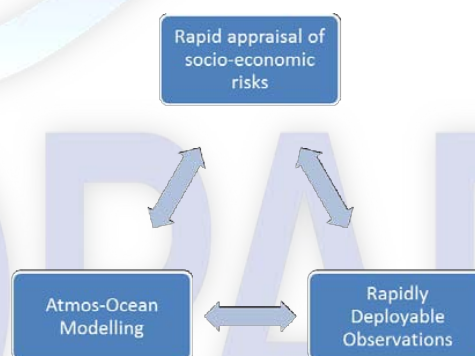 Rapid appraisal of
socio-economic
risks
Atmos-Ocean
Modelling
Rapidly
Deployable
Observations